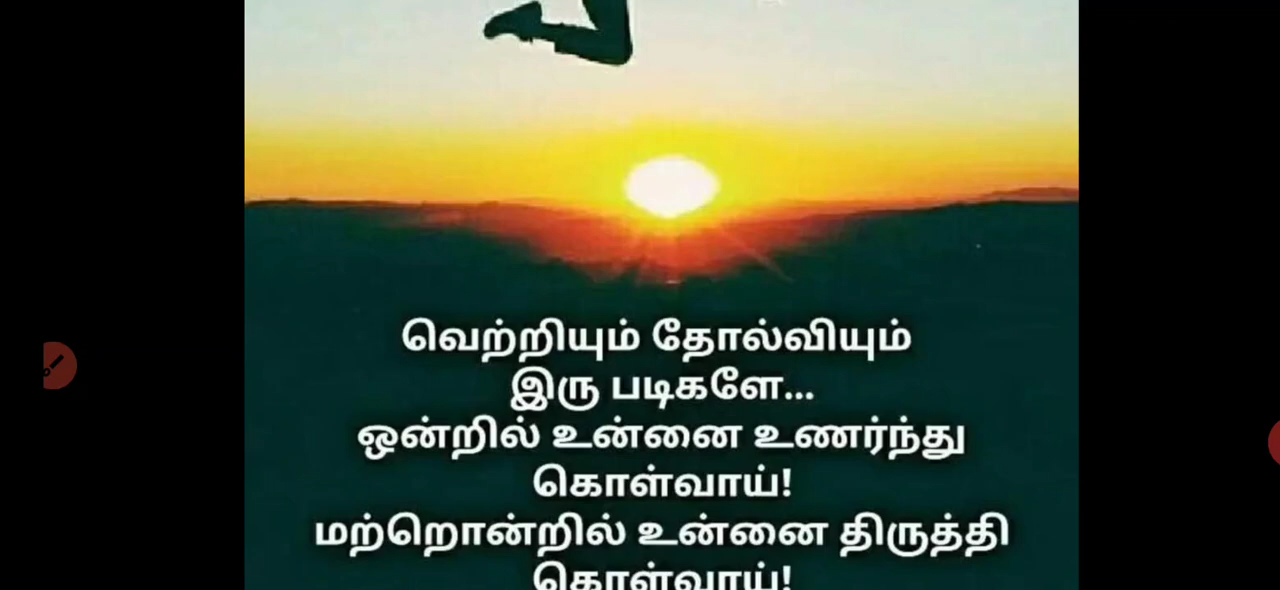 வெற்றியும் தோல்வியும்
இரு படிகளே...
ஒன்றில் உன்னை உணர்ந்து
கொள்வாய்!
மற்றொன்றில் உன்னை திருத்தி
கொள்வாய்!